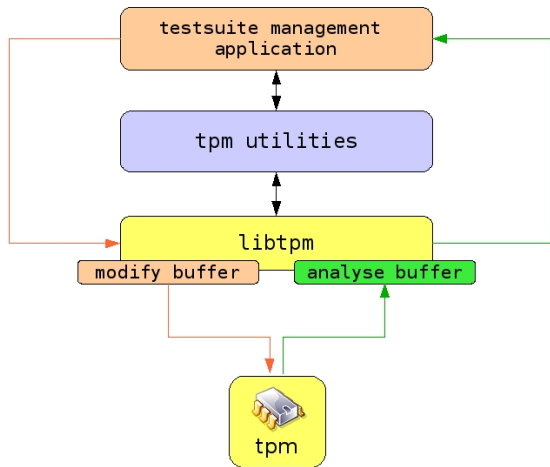 testsuite management
application
tpm utilities
libtpm
modify buffer
analyse buffer
tpm